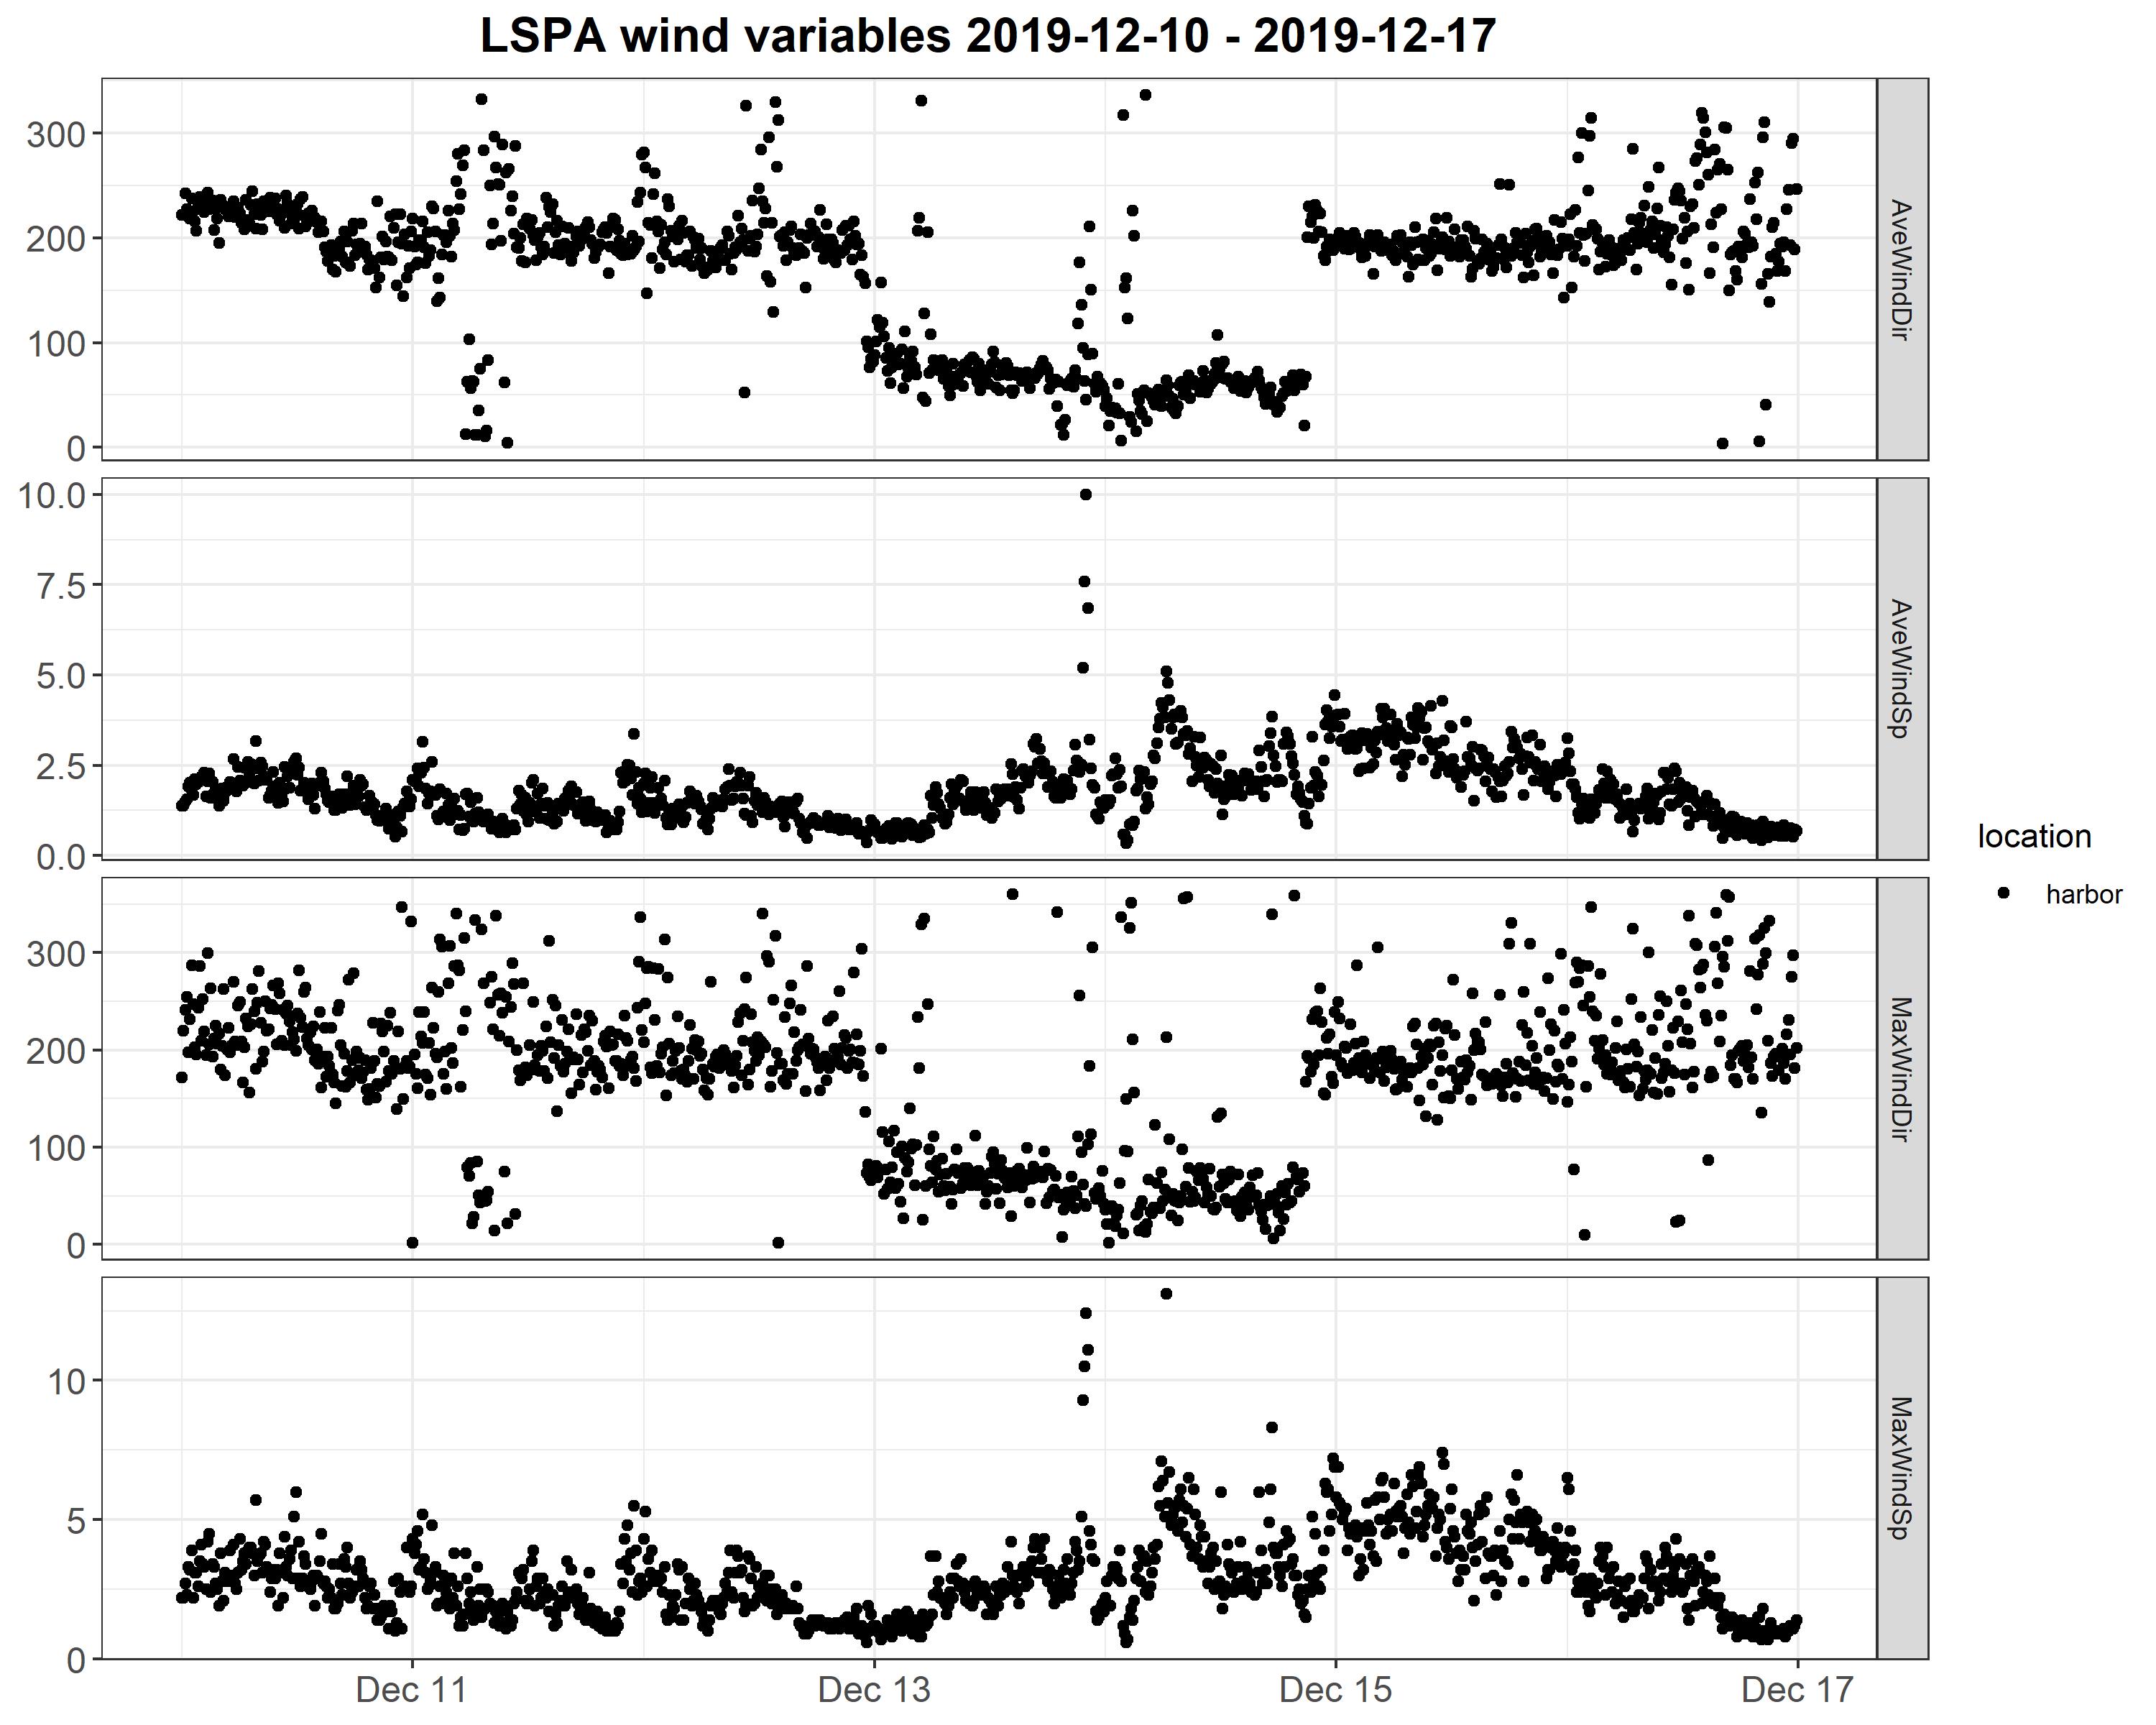 LSPA wind variables 2019-12-10 - 2019-12-17
300
200
100
0
AveWindDir
10.0
7.5
5.0
2.5
0.0
AveWindSp
300
200
100
0
MaxWindDir
10
5
0
MaxWindSp
Dec 11 Dec 13 Dec 15 Dec 17
location
harbor